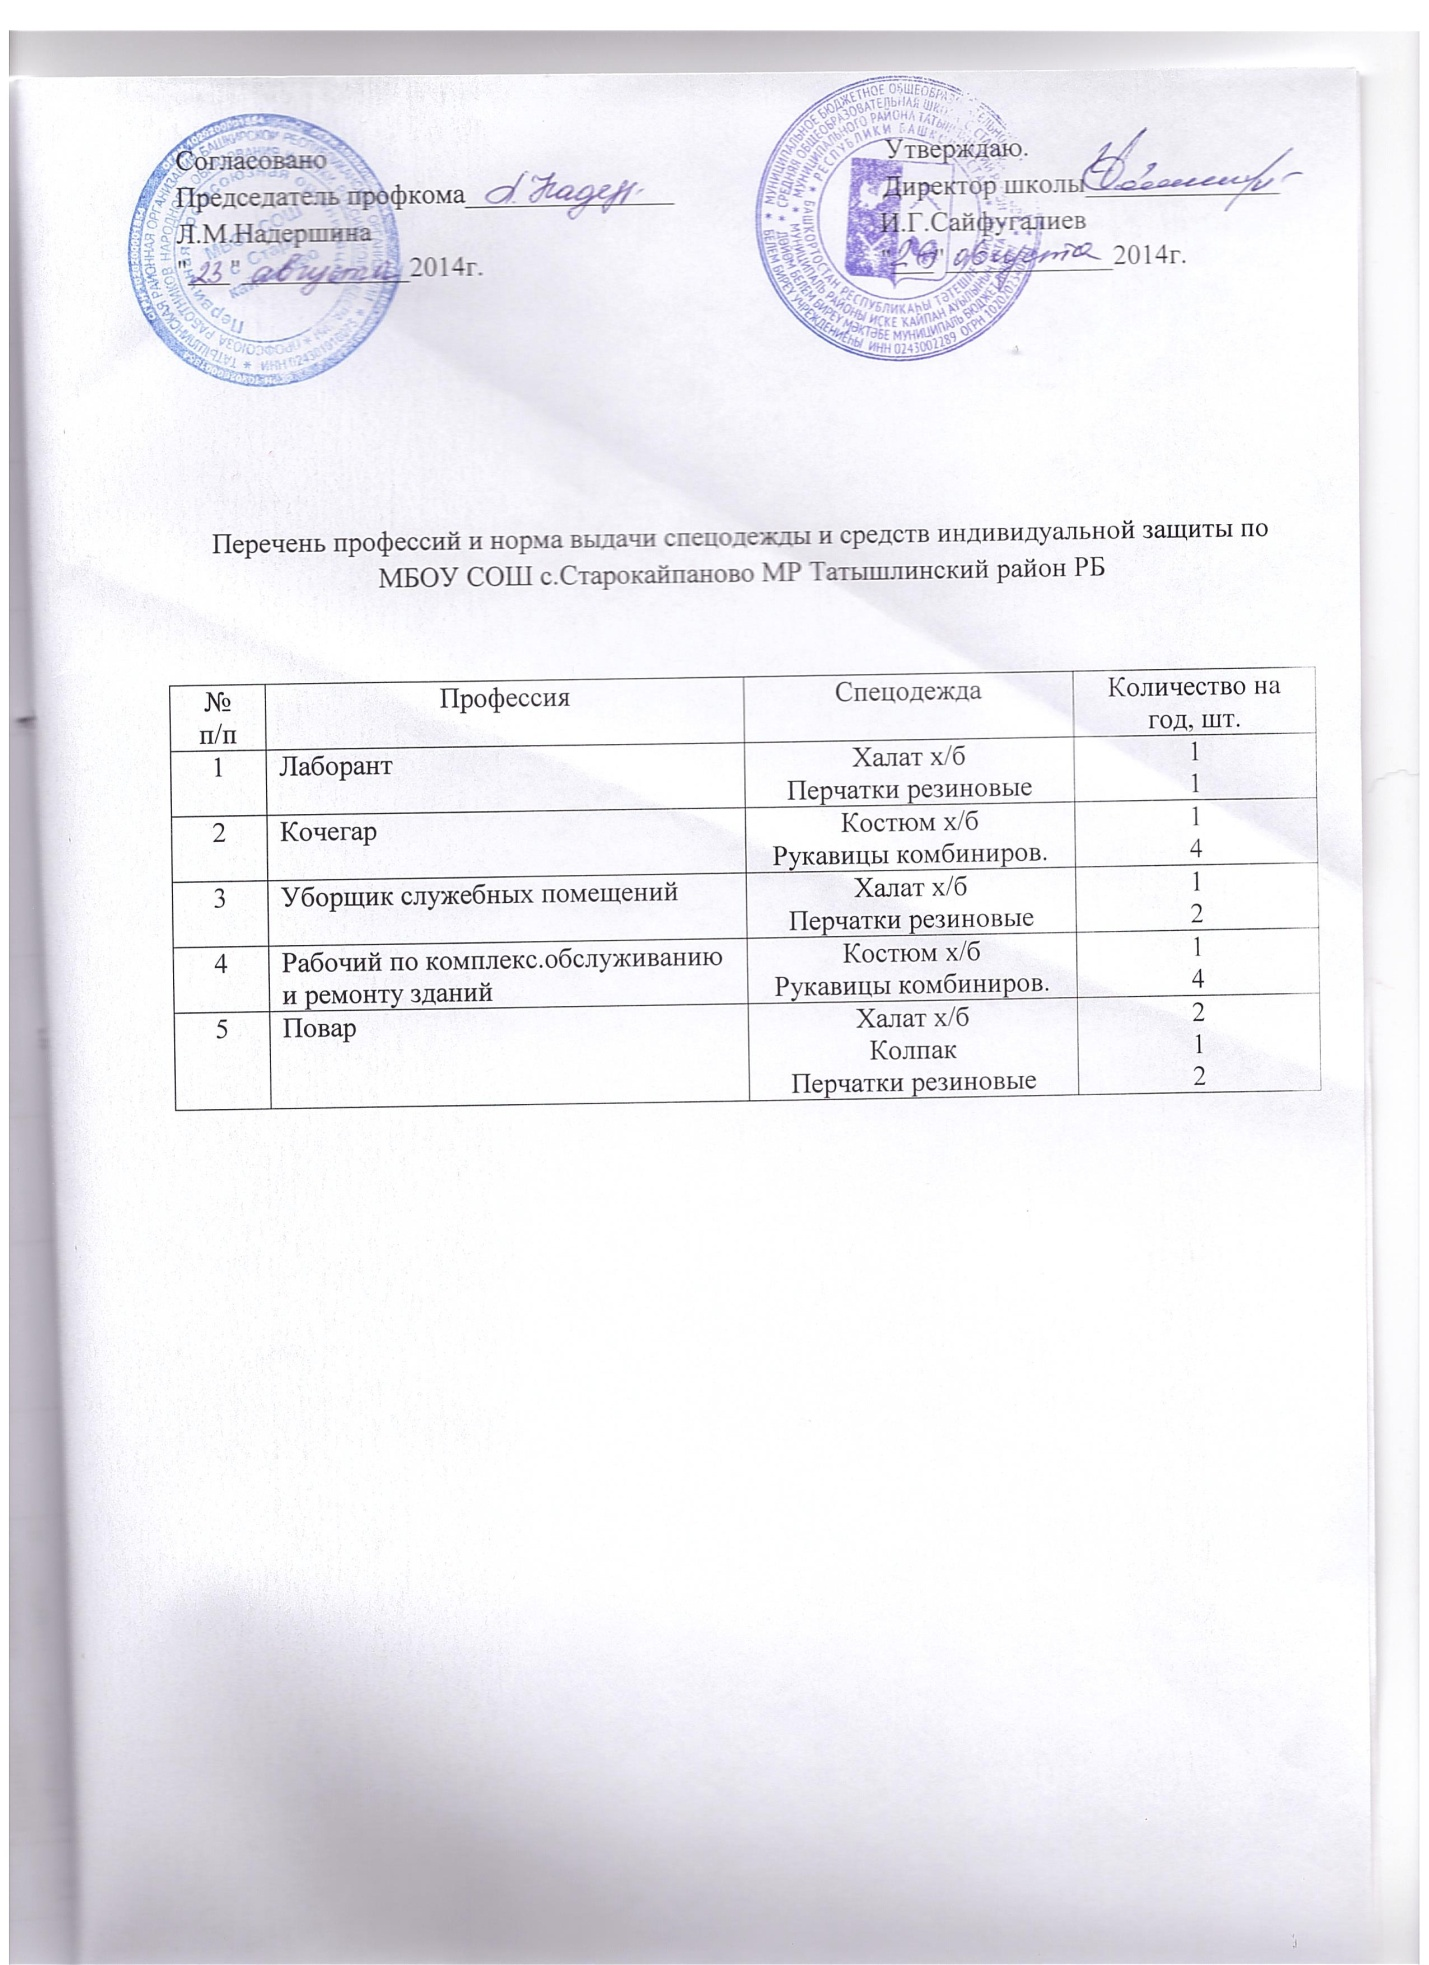 Согласовано
Председатель профкома
Л.М.Надершина
"23" августа 2014г.
Утверждаю.
Директор школы
И.Г.Сайфугалиев
" " августа 2014г.
Перечень профессий и норма выдачи спецодежды и средств индивидуальной защиты по
МБОУ СОШ с.Старокайпаново МР Татышлинский район РБ
№ п/п Профессия Спецодежда Количество на год, шт.
1 Лаборант Халат х/б 1
Перчатки резиновые 1
2 Кочегар Костюм х/б 1
Рукавицы комбиниров. 4
3 Уборщик служебных помещений Халат х/б 1
Перчатки резиновые 2
4 Рабочий по комплекс.обслуживанию Костюм х/б 1
и ремонту зданий Рукавицы комбиниров. 4
5 Повар Халат х/б 2
Колпак 1
Перчатки резиновые 2